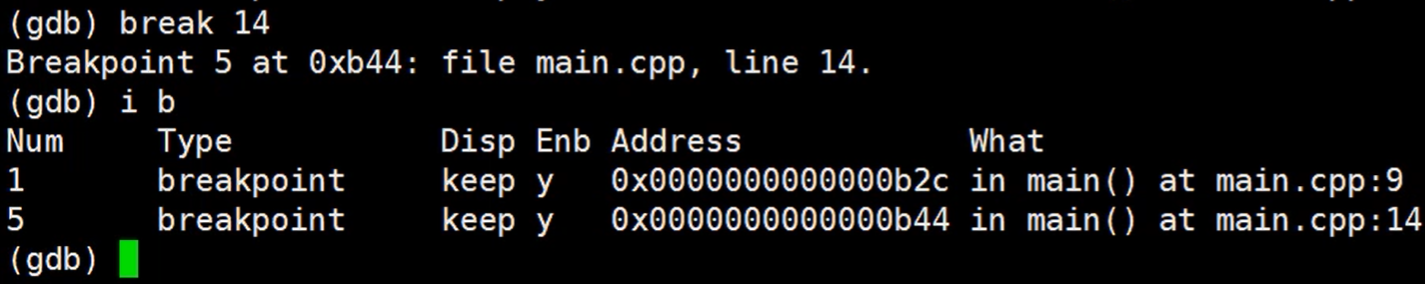 (gdb) break 14
Breakpoint 5 at 0xb44: file main.cpp, line 14.
(gdb) i b
Num     Type           Disp Enb Address            What
1       breakpoint     keep y   0x0000000000000b2c in main() at main.cpp:9
5       breakpoint     keep y   0x0000000000000b44 in main() at main.cpp:14
(gdb)